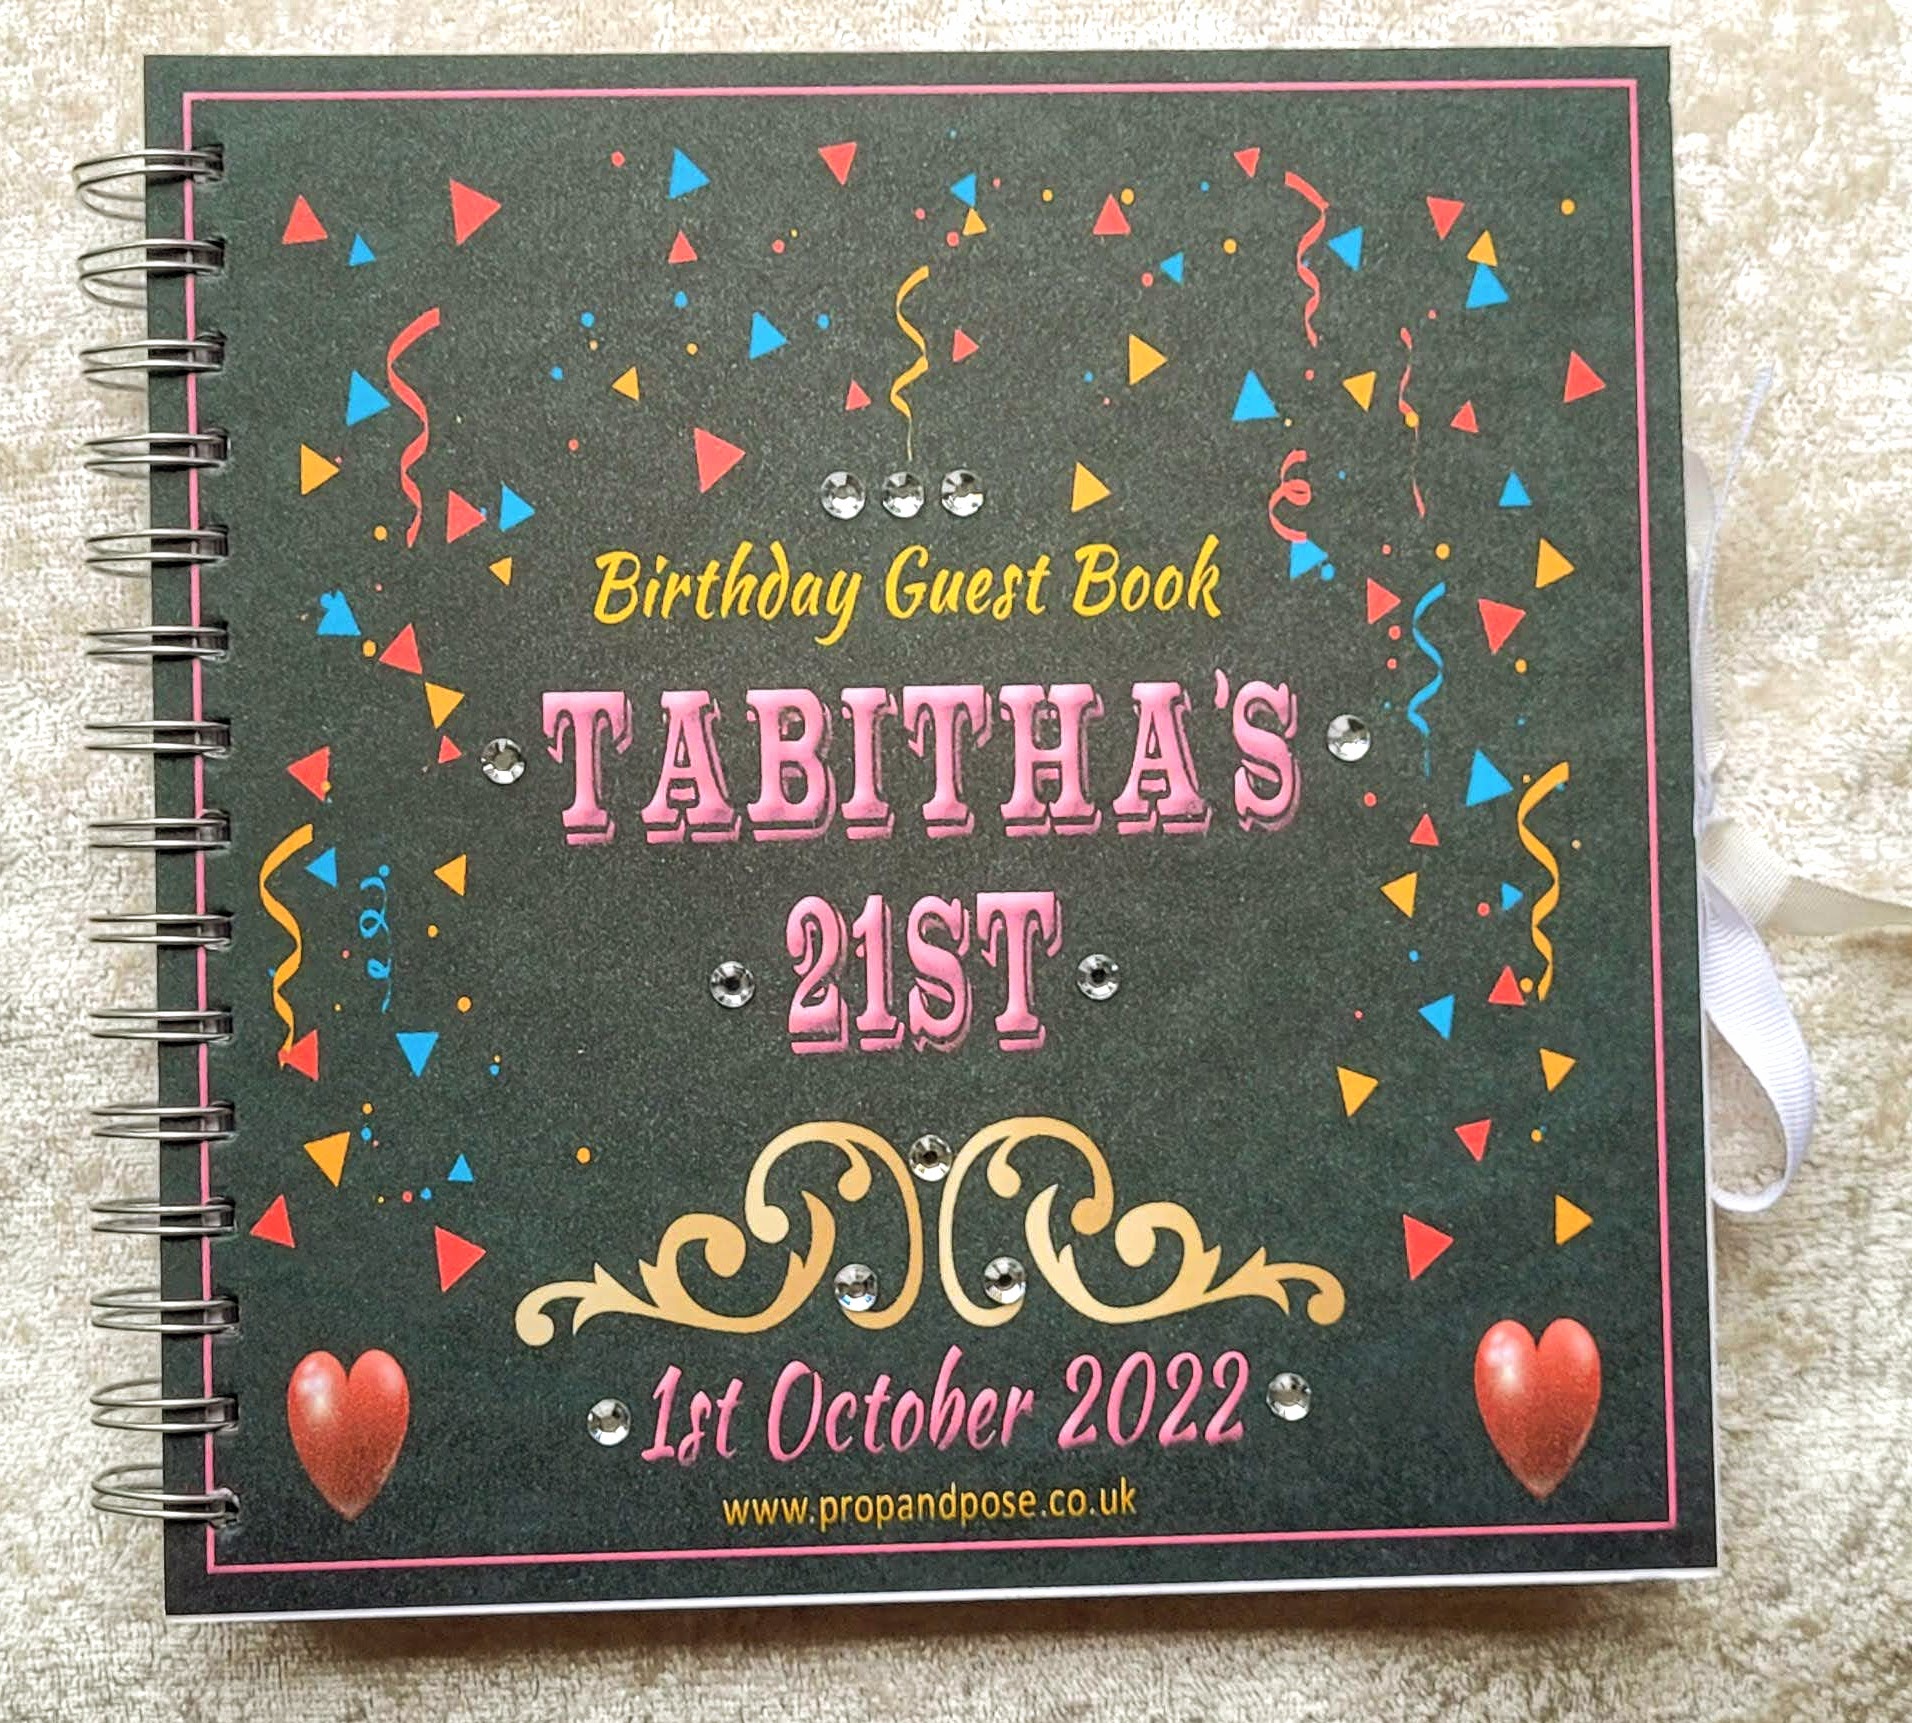 Birthday Guest Book
TABITHA'S
21ST
1st October 2022
www.propandpose.co.uk